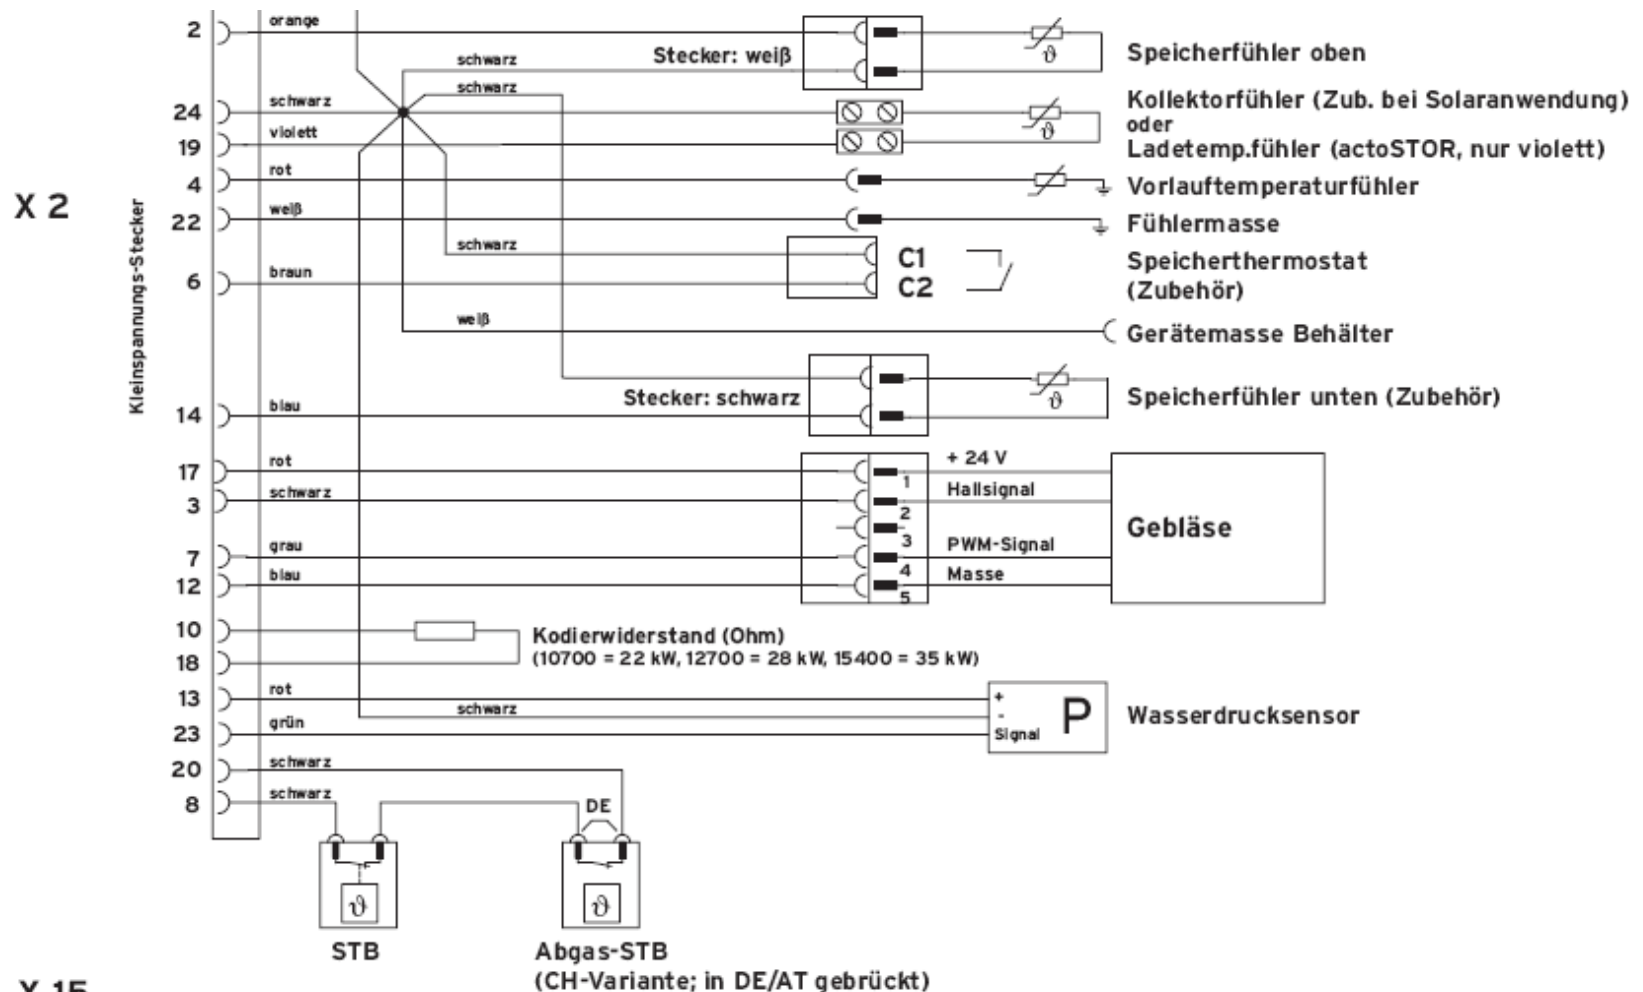 2 orange
schwarz Stecker: weiß ϑ Speicherfühler oben
schwarz
24 schwarz Kollektorfühler (Zub. bei Solaranwendung)
ϑ oder
19 violett Ladetemp.fühler (actoSTOR, nur violett)
4 rot Vorlauftemperaturfühler
X 2
22 weiß Fühlermasse
schwarz C1 Speicherthermostat
6 braun C2 (Zubehör)
Kleinspannungs-Stecker
weiß Gerätemasse Behälter
Stecker: schwarz ϑ Speicherfühler unten (Zubehör)
14 blau
17 rot 1 + 24 V
3 schwarz 2 Hallsignal
3 Gebläse
7 grau 4 PWM-Signal
12 blau 5 Masse
10 Kodierwiderstand (Ohm)
18 (10700 = 22 kW, 12700 = 28 kW, 15400 = 35 kW)
13 rot +
schwarz - P Wasserdrucksensor
23 grün Signal
20 schwarz
8 schwarz DE
ϑ ϑ
STB Abgas-STB
(CH-Variante; in DE/AT gebrückt)
X 15